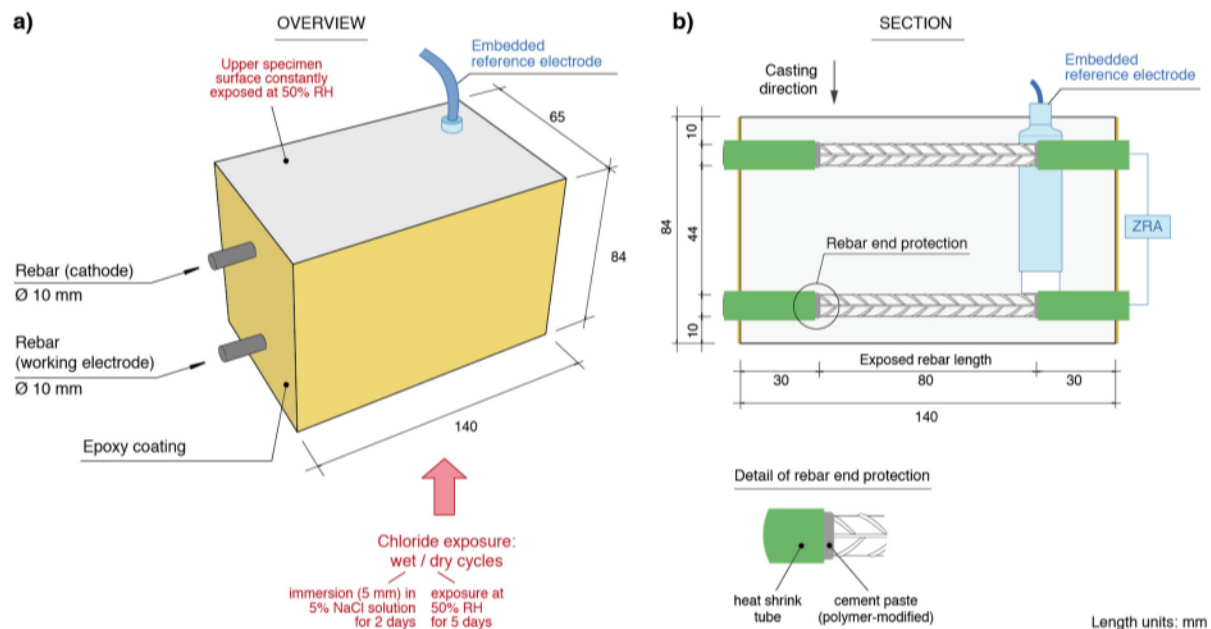 a)
OVERVIEW
Upper specimen
surface constantly
exposed at 50% RH
Embedded
reference electrode
65
84
140
Rebar (cathode)
Ø 10 mm
Rebar
(working electrode)
Ø 10 mm
Epoxy coating
Chloride exposure:
wet / dry cycles
immersion (5 mm) in
5% NaCl solution
for 2 days
exposure at
50% RH
for 5 days
b)
SECTION
Casting
direction
Embedded
reference electrode
10
84
44
10
ZRA
Rebar end protection
Exposed rebar length
30
80
30
140
Detail of rebar end protection
heat shrink
tube
cement paste
(polymer-modified)
Length units: mm